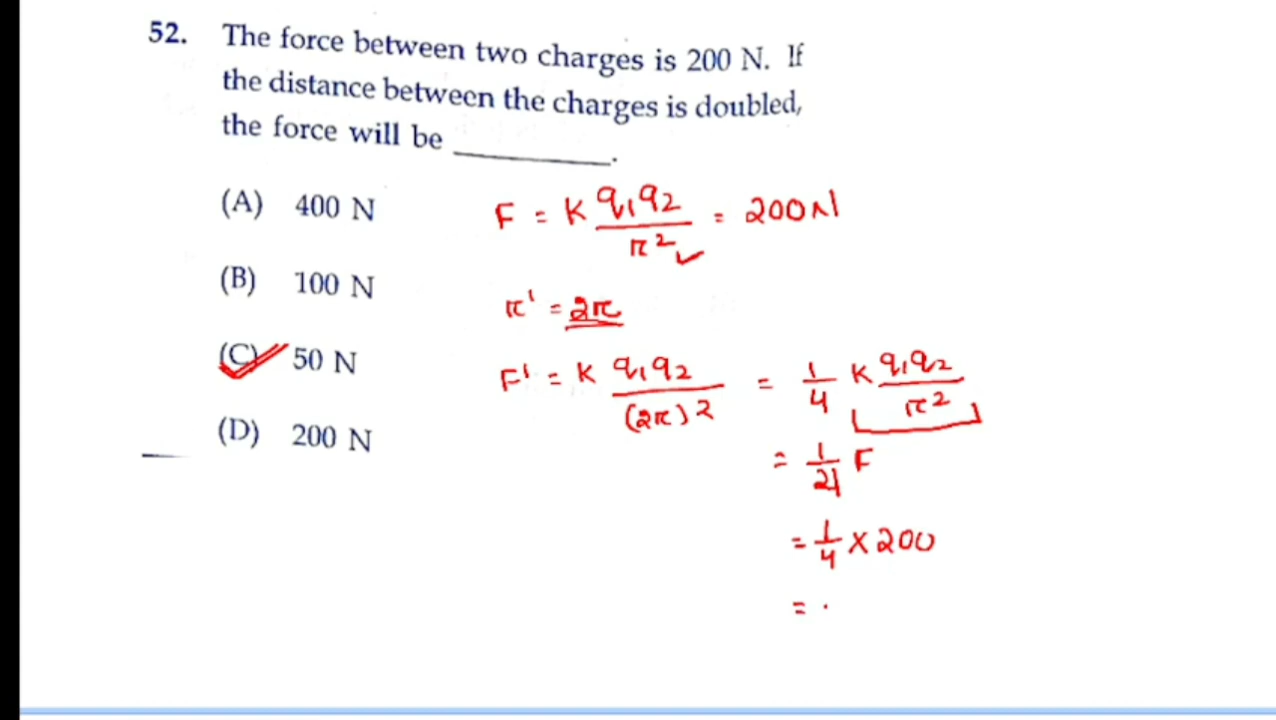 52. The force between two charges is 200 N. If
the distance between the charges is doubled,
the force will be __________.
(A) 400 N
(B) 100 N
(C) 50 N
(D) 200 N
F = K q1q2 / r2 = 200N
r' = 2r
F' = K q1q2 / (2r)2 = 1/4 K q1q2 / r2
= 1/4 F
= 1/4 × 200
= .